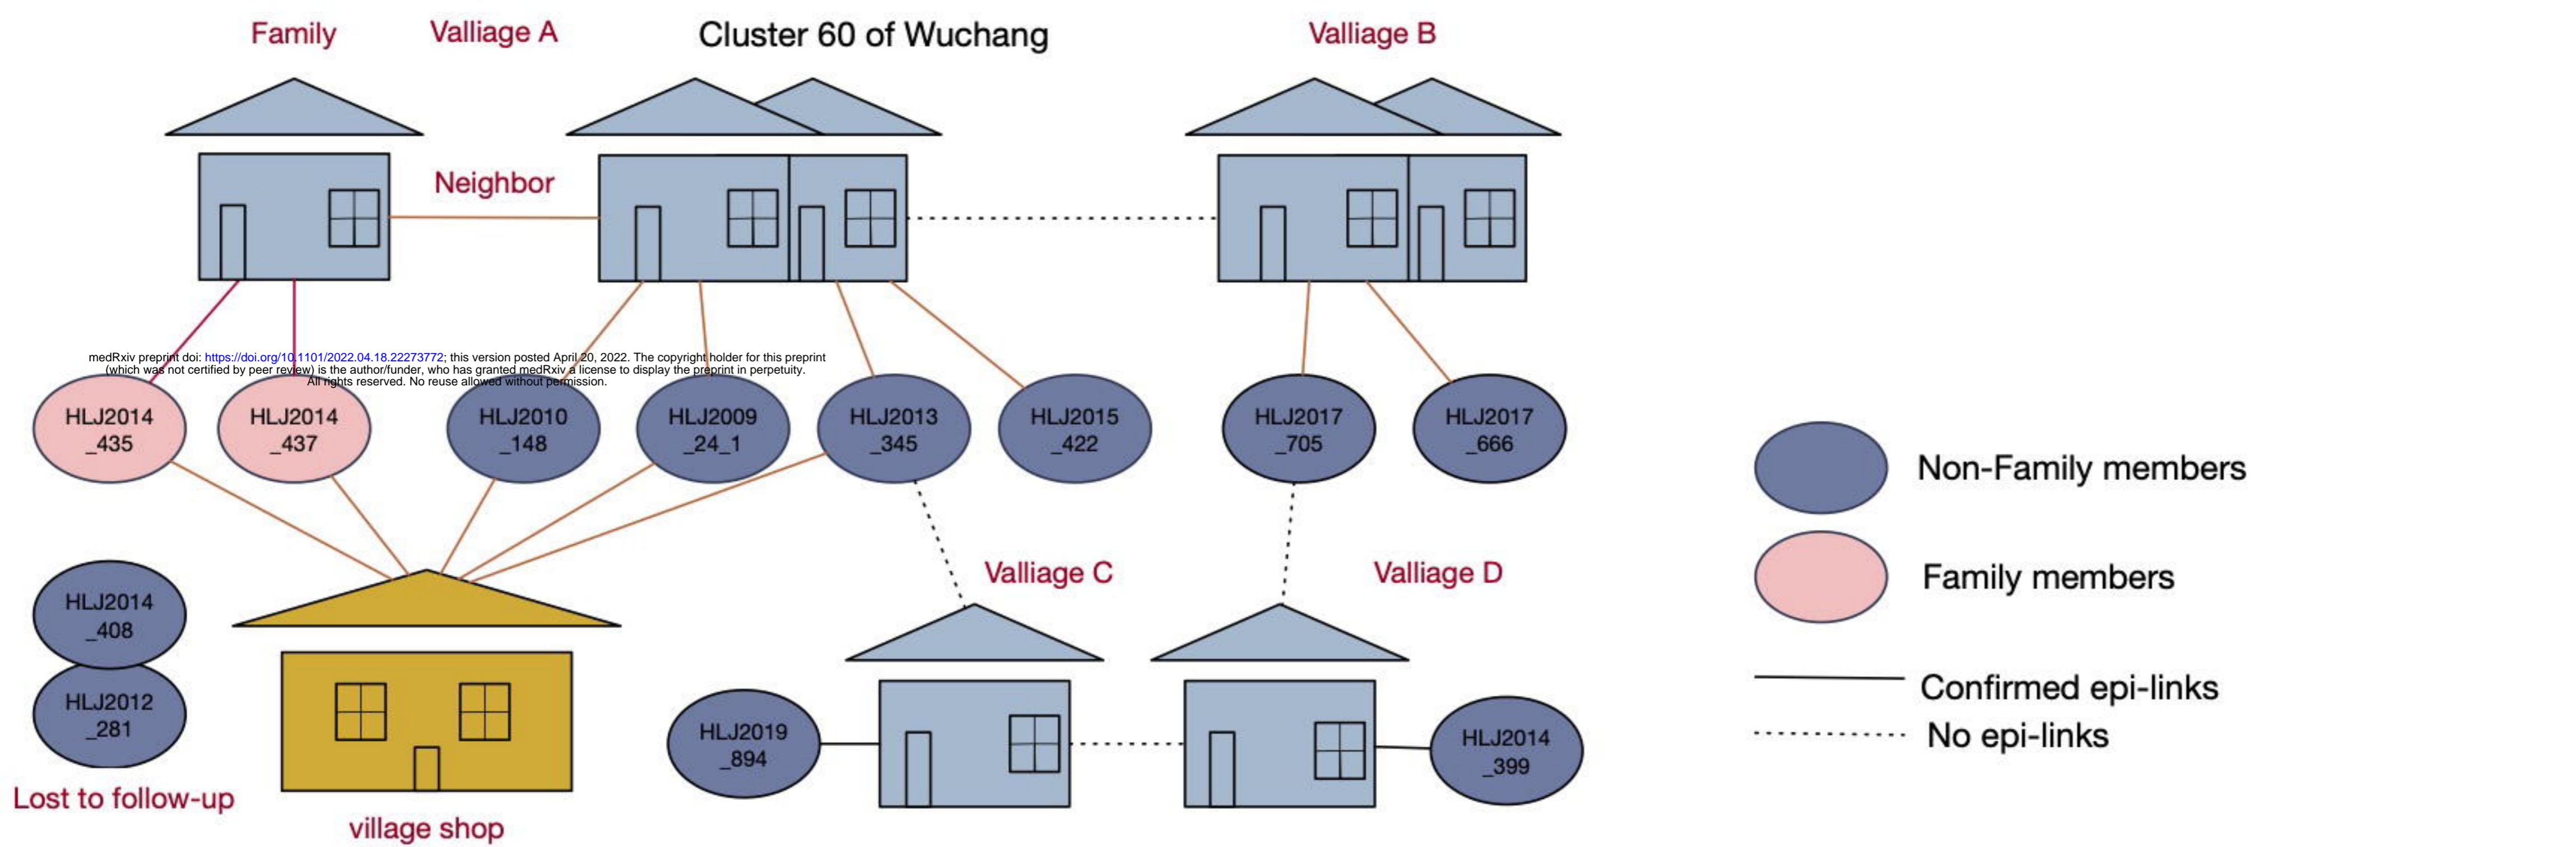 Family
Valliage A
Cluster 60 of Wuchang
Valliage B
Neighbor
medRxiv preprint doi: https://doi.org/10.1101/2022.04.18.22273772; this version posted April 20, 2022. The copyright holder for this preprint
(which was not certified by peer review) is the author/funder, who has granted medRxiv a license to display the preprint in perpetuity.
All rights reserved. No reuse allowed without permission.
HLJ2014
_435
HLJ2014
_437
HLJ2010
_148
HLJ2009
_24_1
HLJ2013
_345
HLJ2015
_422
HLJ2017
_705
HLJ2017
_666
Non-Family members
Family members
Confirmed epi-links
No epi-links
Valliage C
Valliage D
HLJ2014
_408
HLJ2012
_281
Lost to follow-up
village shop
HLJ2019
_894
HLJ2014
_399